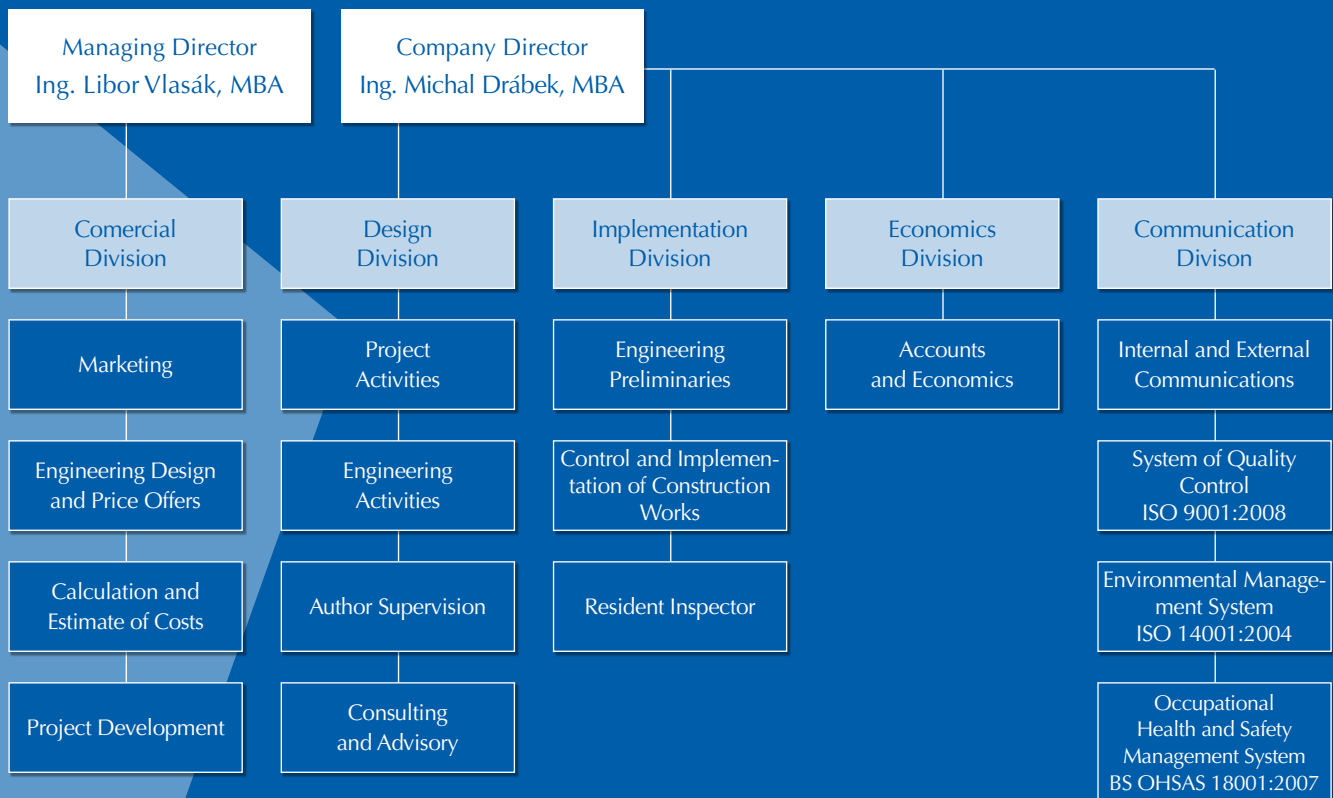 Managing Director
Ing. Libor Vlasák, MBA
Company Director
Ing. Michal Drábek, MBA
Comercial
Division
Design
Division
Implementation
Division
Economics
Division
Communication
Divison
Marketing
Project
Activities
Engineering
Preliminaries
Accounts
and Economics
Internal and External
Communications
Engineering Design
and Price Offers
Engineering
Activities
Control and Implemen-
tation of Construction
Works
System of Quality
Control
ISO 9001:2008
Calculation and
Estimate of Costs
Author Supervision
Resident Inspector
Environmental Manage-
ment System
ISO 14001:2004
Project Development
Consulting
and Advisory
Occupational
Health and Safety
Management System
BS OHSAS 18001:2007